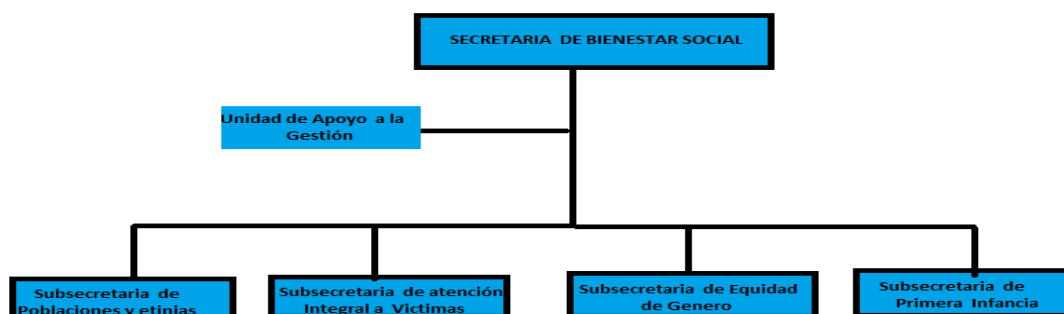 SECRETARIA DE BIENESTAR SOCIAL
Unidad de Apoyo a la
Gestión
Subsecretaria de
Poblaciones y etinias
Subsecretaria de atención
Integral a Victimas
Subsecretaria de Equidad
de Genero
Subsecretaria de
Primera Infancia